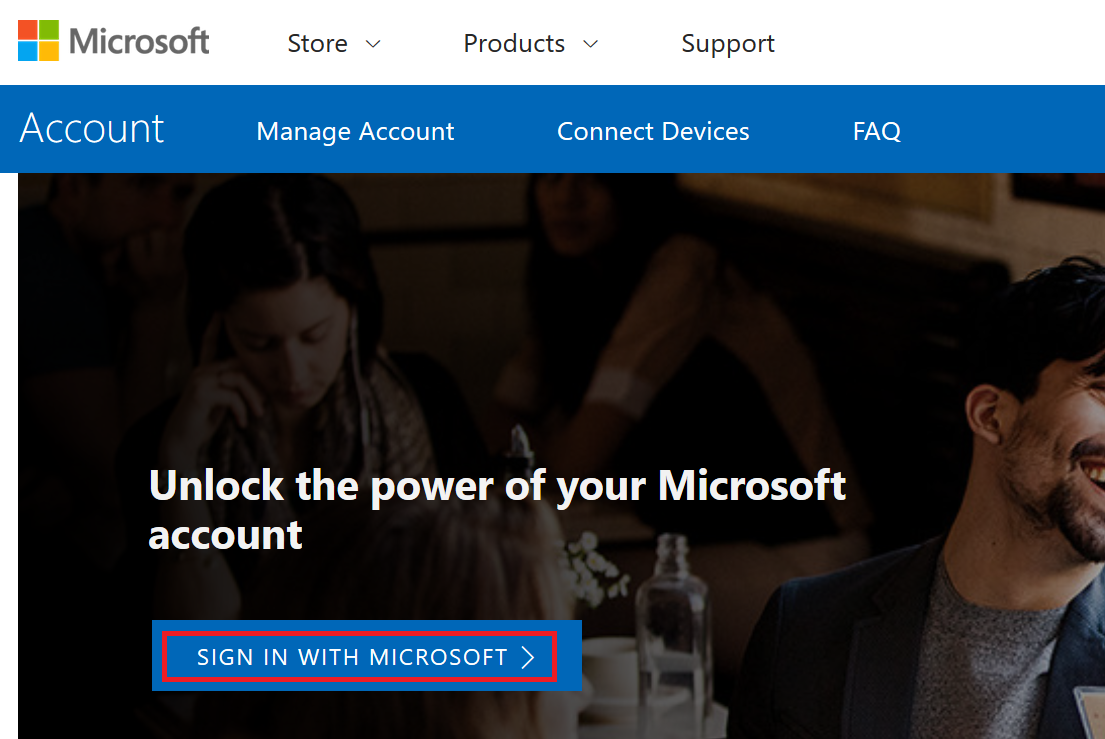 Microsoft Store Products Support
Account Manage Account Connect Devices FAQ
Unlock the power of your Microsoft
account
SIGN IN WITH MICROSOFT